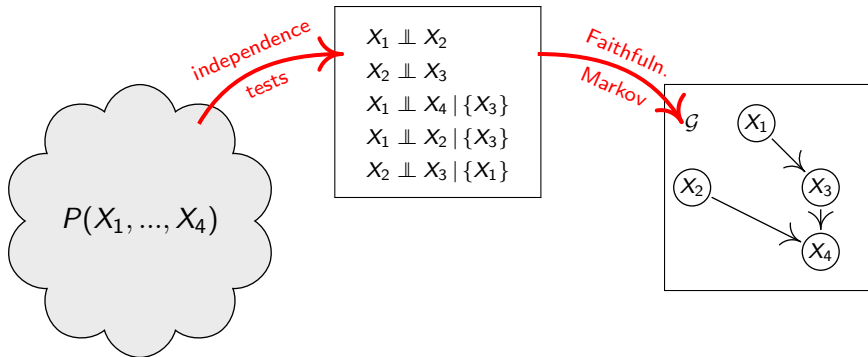 P(X₁, ..., X₄)
independence
tests
X₁ ⫫ X₂
X₂ ⫫ X₃
X₁ ⫫ X₄ | {X₃}
X₁ ⫫ X₂ | {X₃}
X₂ ⫫ X₃ | {X₁}
Faithfuln.
Markov
𝒢
X₁
X₂
X₃
X₄